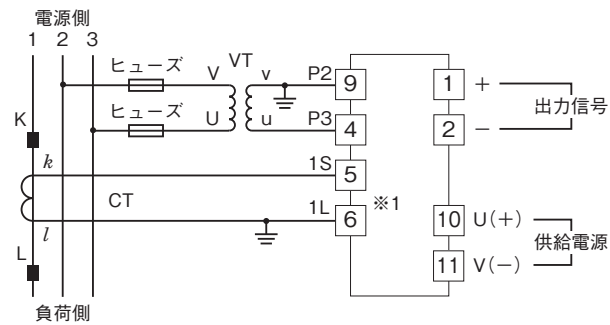 電源側
1 2 3
ヒューズ V VT v P2 9 1 +
出力信号
ヒューズ U u P3 4 2 −
K
k 1S 5
CT ※1
l 1L 6 10 U(+)
供給電源
L 11 V(−)
負荷側